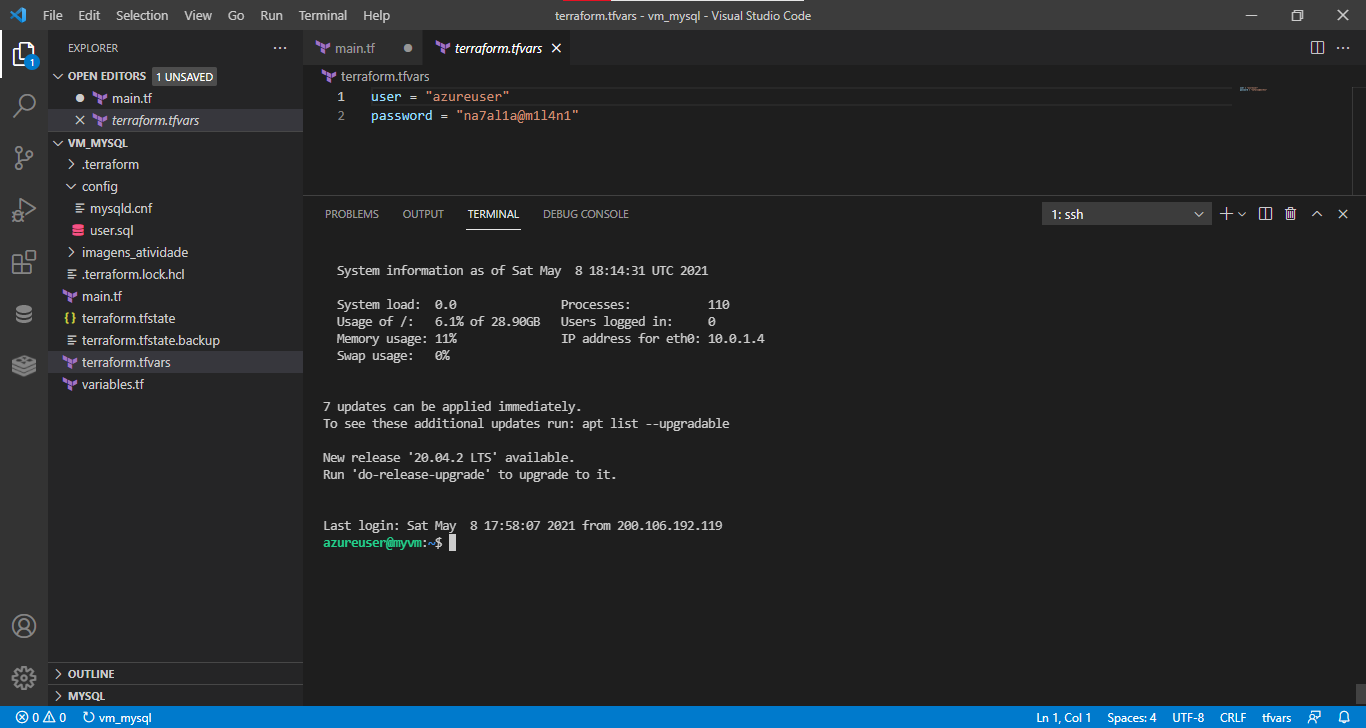 File Edit Selection View Go Run Terminal Help
terraform.tfvars - vm_mysql - Visual Studio Code
EXPLORER
1
OPEN EDITORS 1 UNSAVED
main.tf
terraform.tfvars
VM_MYSQL
.terraform
config
mysqld.cnf
user.sql
imagens_atividade
.terraform.lock.hcl
main.tf
terraform.tfstate
terraform.tfstate.backup
terraform.tfvars
variables.tf
OUTLINE
MYSQL
main.tf terraform.tfvars
terraform.tfvars
1 user = "azureuser"
2 password = "na7al1a@m1l4n1"
PROBLEMS OUTPUT TERMINAL DEBUG CONSOLE 1: ssh
System information as of Sat May  8 18:14:31 UTC 2021
System load: 0.0 Processes: 110
Usage of /: 6.1% of 28.90GB Users logged in: 0
Memory usage: 11% IP address for eth0: 10.0.1.4
Swap usage: 0%
7 updates can be applied immediately.
To see these additional updates run: apt list --upgradable
New release '20.04.2 LTS' available.
Run 'do-release-upgrade' to upgrade to it.
Last login: Sat May  8 17:58:07 2021 from 200.106.192.119
azureuser@myvm:~$
0 0 vm_mysql Ln 1, Col 1 Spaces: 4 UTF-8 CRLF tfvars